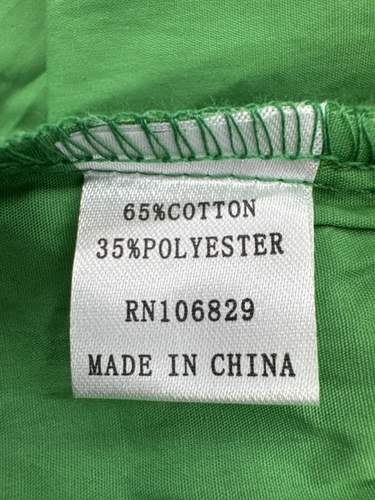 65%COTTON
35%POLYESTER
RN106829
MADE IN CHINA